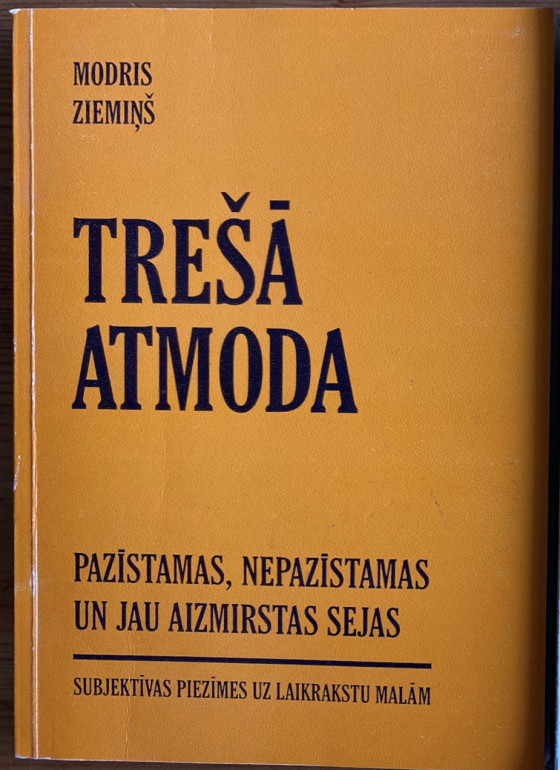 MODRIS
ZIEMIŅŠ
TREŠĀ
ATMODA
PAZĪSTAMAS, NEPAZĪSTAMAS
UN JAU AIZMIRSTAS SEJAS
SUBJEKTĪVAS PIEZĪMES UZ LAIKRAKSTU MALĀM